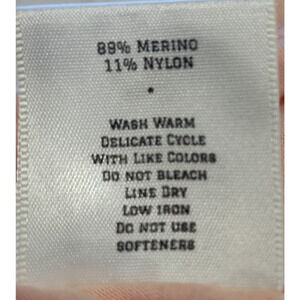 89% MERINO
11% NYLON
•
WASH WARM
DELICATE CYCLE
WITH LIKE COLORS
DO NOT BLEACH
LINE DRY
LOW IRON
DO NOT USE
SOFTENERS